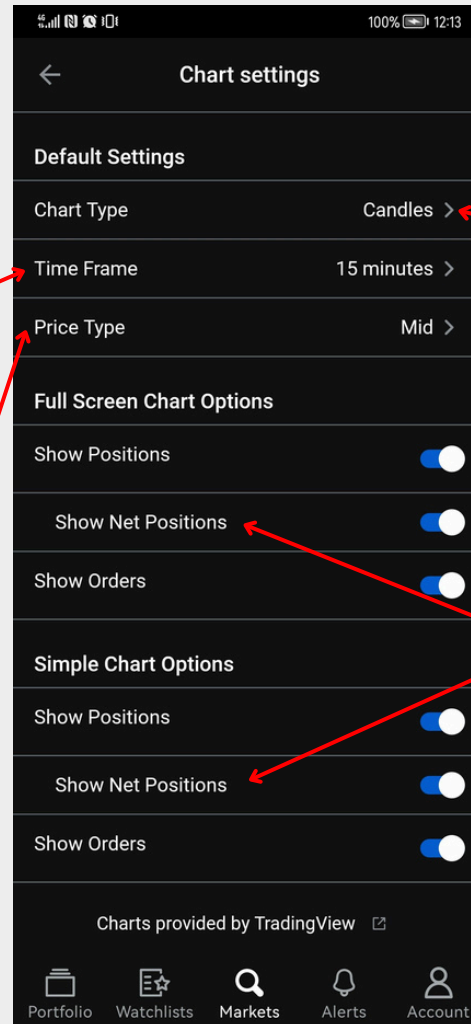 100% 12:13
Chart settings
Default Settings
Chart Type Candles
Time Frame 15 minutes
Price Type Mid
Full Screen Chart Options
Show Positions
Show Net Positions
Show Orders
Simple Chart Options
Show Positions
Show Net Positions
Show Orders
Charts provided by TradingView
Portfolio Watchlists Markets Alerts Account